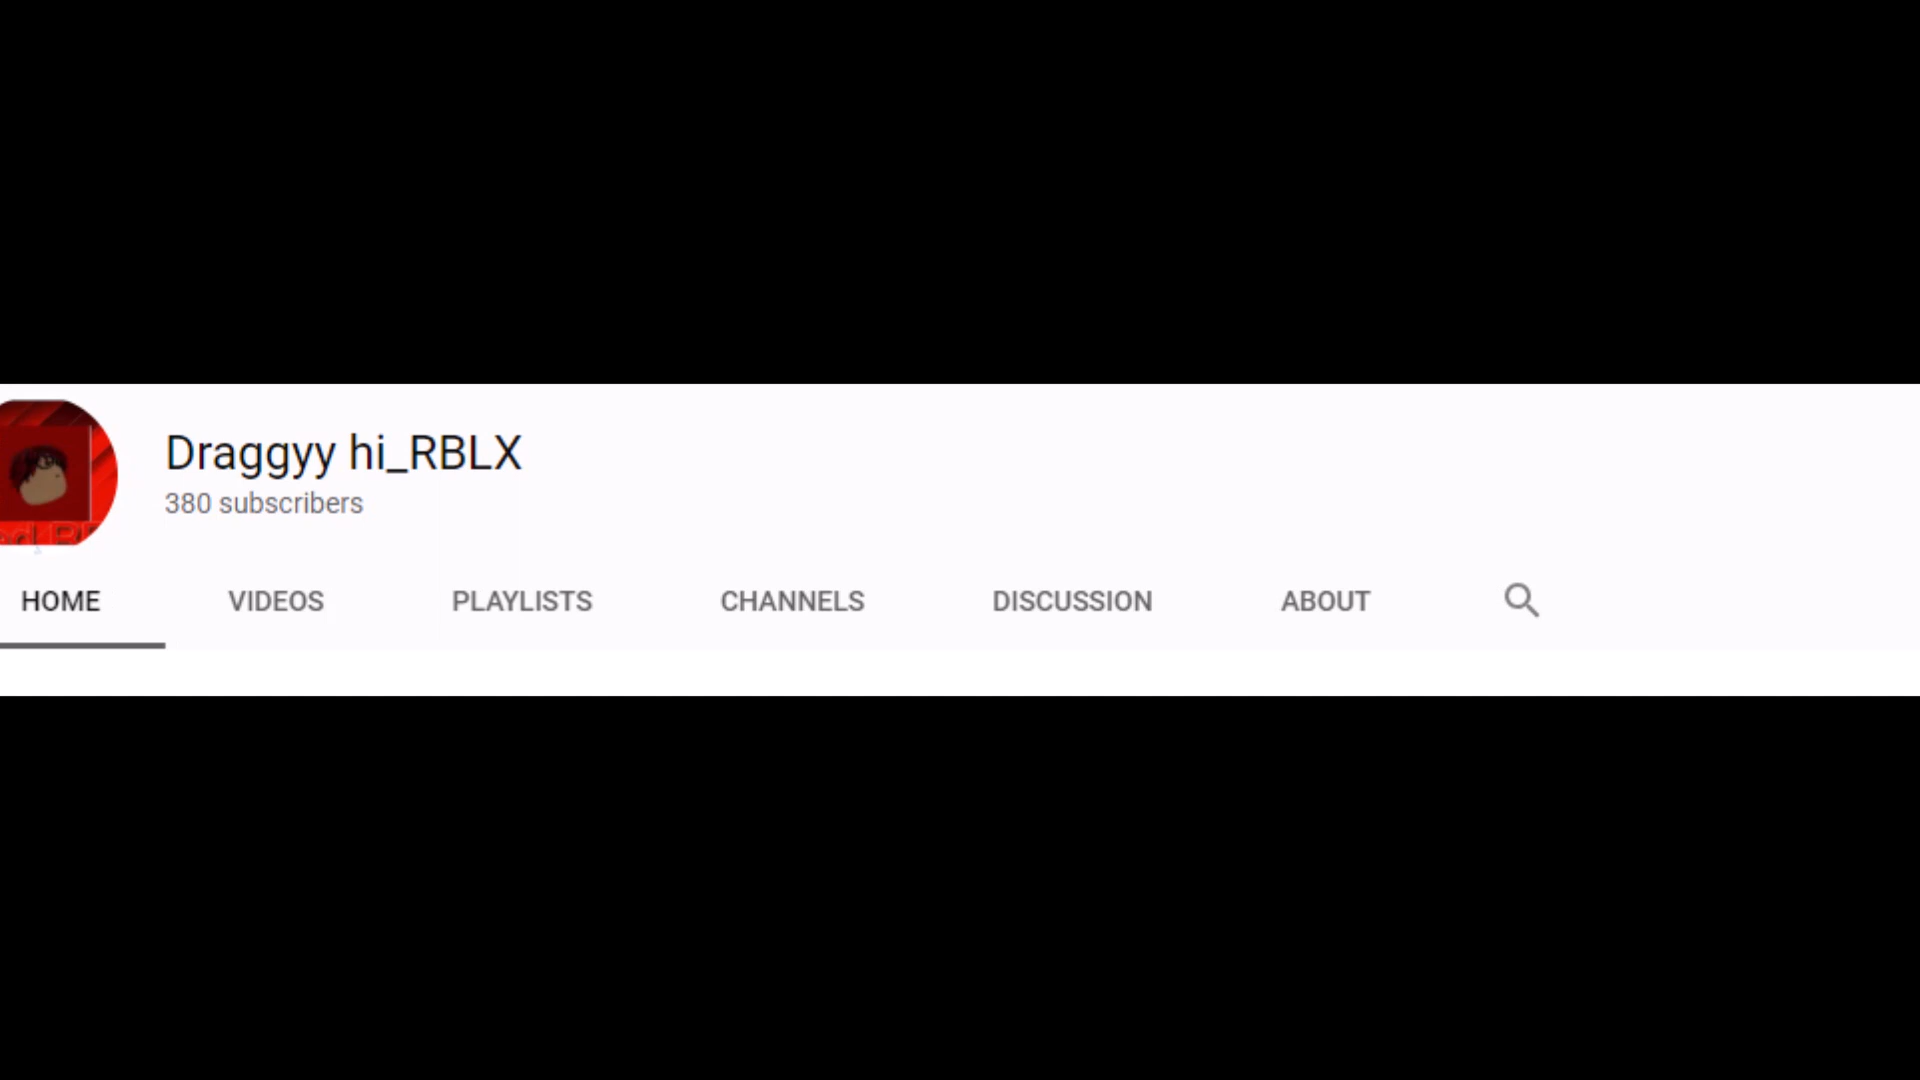 Draggyy hi_RBLX
380 subscribers
HOME VIDEOS PLAYLISTS CHANNELS DISCUSSION ABOUT